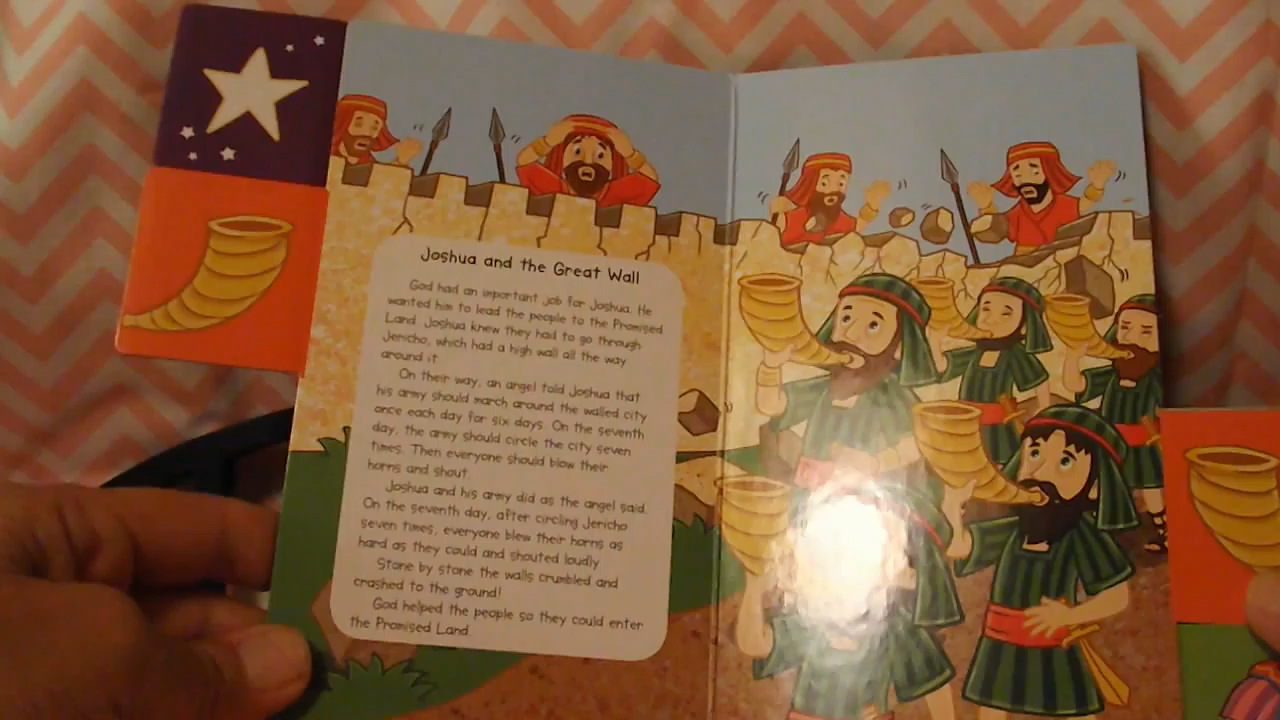 Joshua and the Great Wall
God had an important job for Joshua. He
wanted him to lead the people to the Promised
Land. Joshua knew they had to go through
Jericho, which had a high wall all the way
around it.
On their way, an angel told Joshua that
his army should march around the walled city
once each day for six days. On the seventh
day, the army should circle the city seven
times. Then everyone should blow their
horns and shout.
Joshua and his army did as the angel said.
On the seventh day, after circling Jericho
seven times, everyone blew their horns as
hard as they could and shouted loudly.
Stone by stone the walls crumbled and
crashed to the ground!
God helped the people so they could enter
the Promised Land.